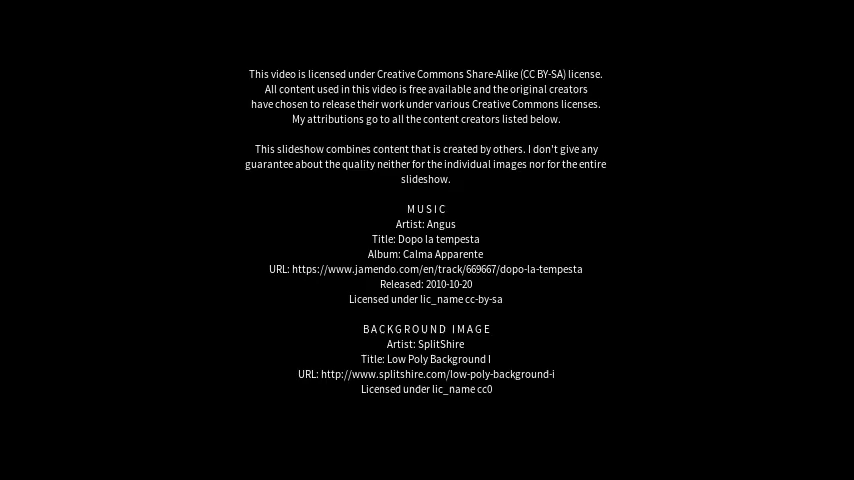 This video is licensed under Creative Commons Share-Alike (CC BY-SA) license.
All content used in this video is free available and the original creators
have chosen to release their work under various Creative Commons licenses.
My attributions go to all the content creators listed below.
This slideshow combines content that is created by others. I don't give any
guarantee about the quality neither for the individual images nor for the entire
slideshow.
MUSIC
Artist: Angus
Title: Dopo la tempesta
Album: Calma Apparente
URL: https://www.jamendo.com/en/track/669667/dopo-la-tempesta
Released: 2010-10-20
Licensed under lic_name cc-by-sa
BACKGROUND IMAGE
Artist: SplitShire
Title: Low Poly Background I
URL: http://www.splitshire.com/low-poly-background-i
Licensed under lic_name cc0